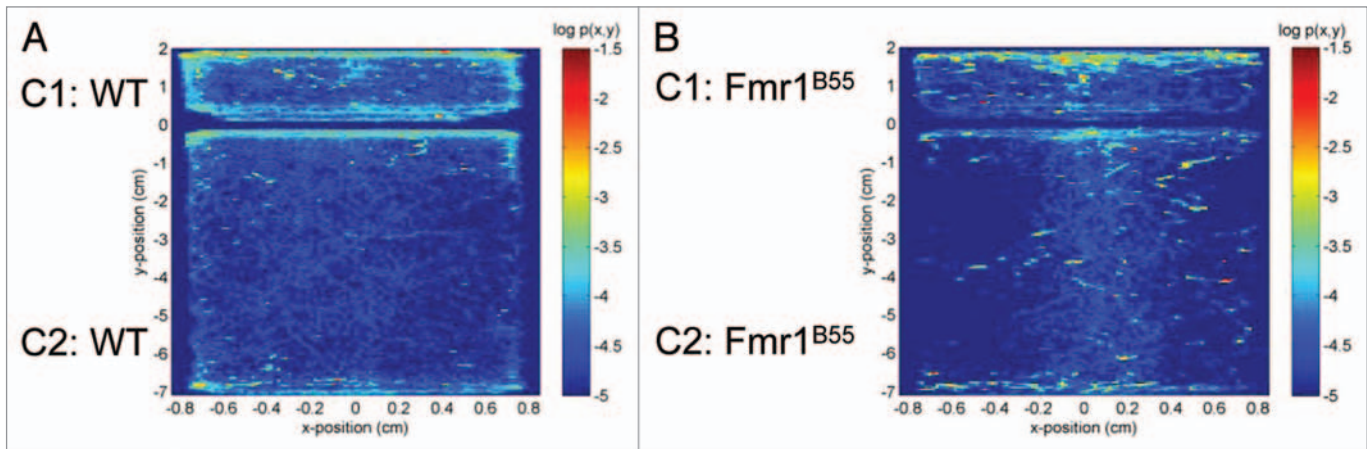 A
C1: WT
C2: WT
log p(x,y)
2
1
0
-1
-2
-3
-4
-5
-6
-7
y-position (cm)
-0.8 -0.6 -0.4 -0.2 0 0.2 0.4 0.6 0.8
x-position (cm)
-1.5
-2
-2.5
-3
-3.5
-4
-4.5
-5
B
C1: Fmr1B55
C2: Fmr1B55
log p(x,y)
2
1
0
-1
-2
-3
-4
-5
-6
-7
y-position (cm)
-0.8 -0.6 -0.4 -0.2 0 0.2 0.4 0.6 0.8
x-position (cm)
-1.5
-2
-2.5
-3
-3.5
-4
-4.5
-5